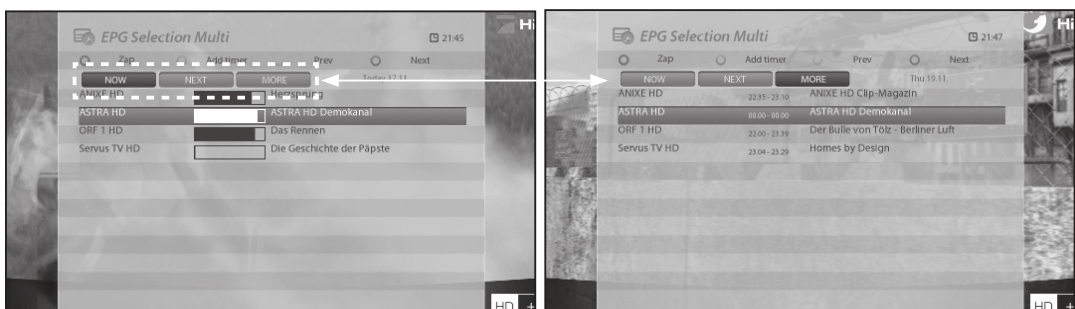 EPG Selection Multi 21:45
Zap Add timer Prev Next
NOW NEXT MORE Today 17.11.
ANIXE HD Herzsprung
ASTRA HD ASTRA HD Demokanal
ORF 1 HD Das Rennen
Servus TV HD Die Geschichte der Päpste
Hi
HD +
EPG Selection Multi 21:47
Zap Add timer Prev Next
NOW NEXT MORE Thu 19.11.
ANIXE HD 22.35 - 23.10 ANIXE HD Clip-Magazin
ASTRA HD 00.00 - 00.00 ASTRA HD Demokanal
ORF 1 HD 22.00 - 23.39 Der Bulle von Tölz - Berliner Luft
Servus TV HD 23.04 - 23.29 Homes by Design
Hi
HD +